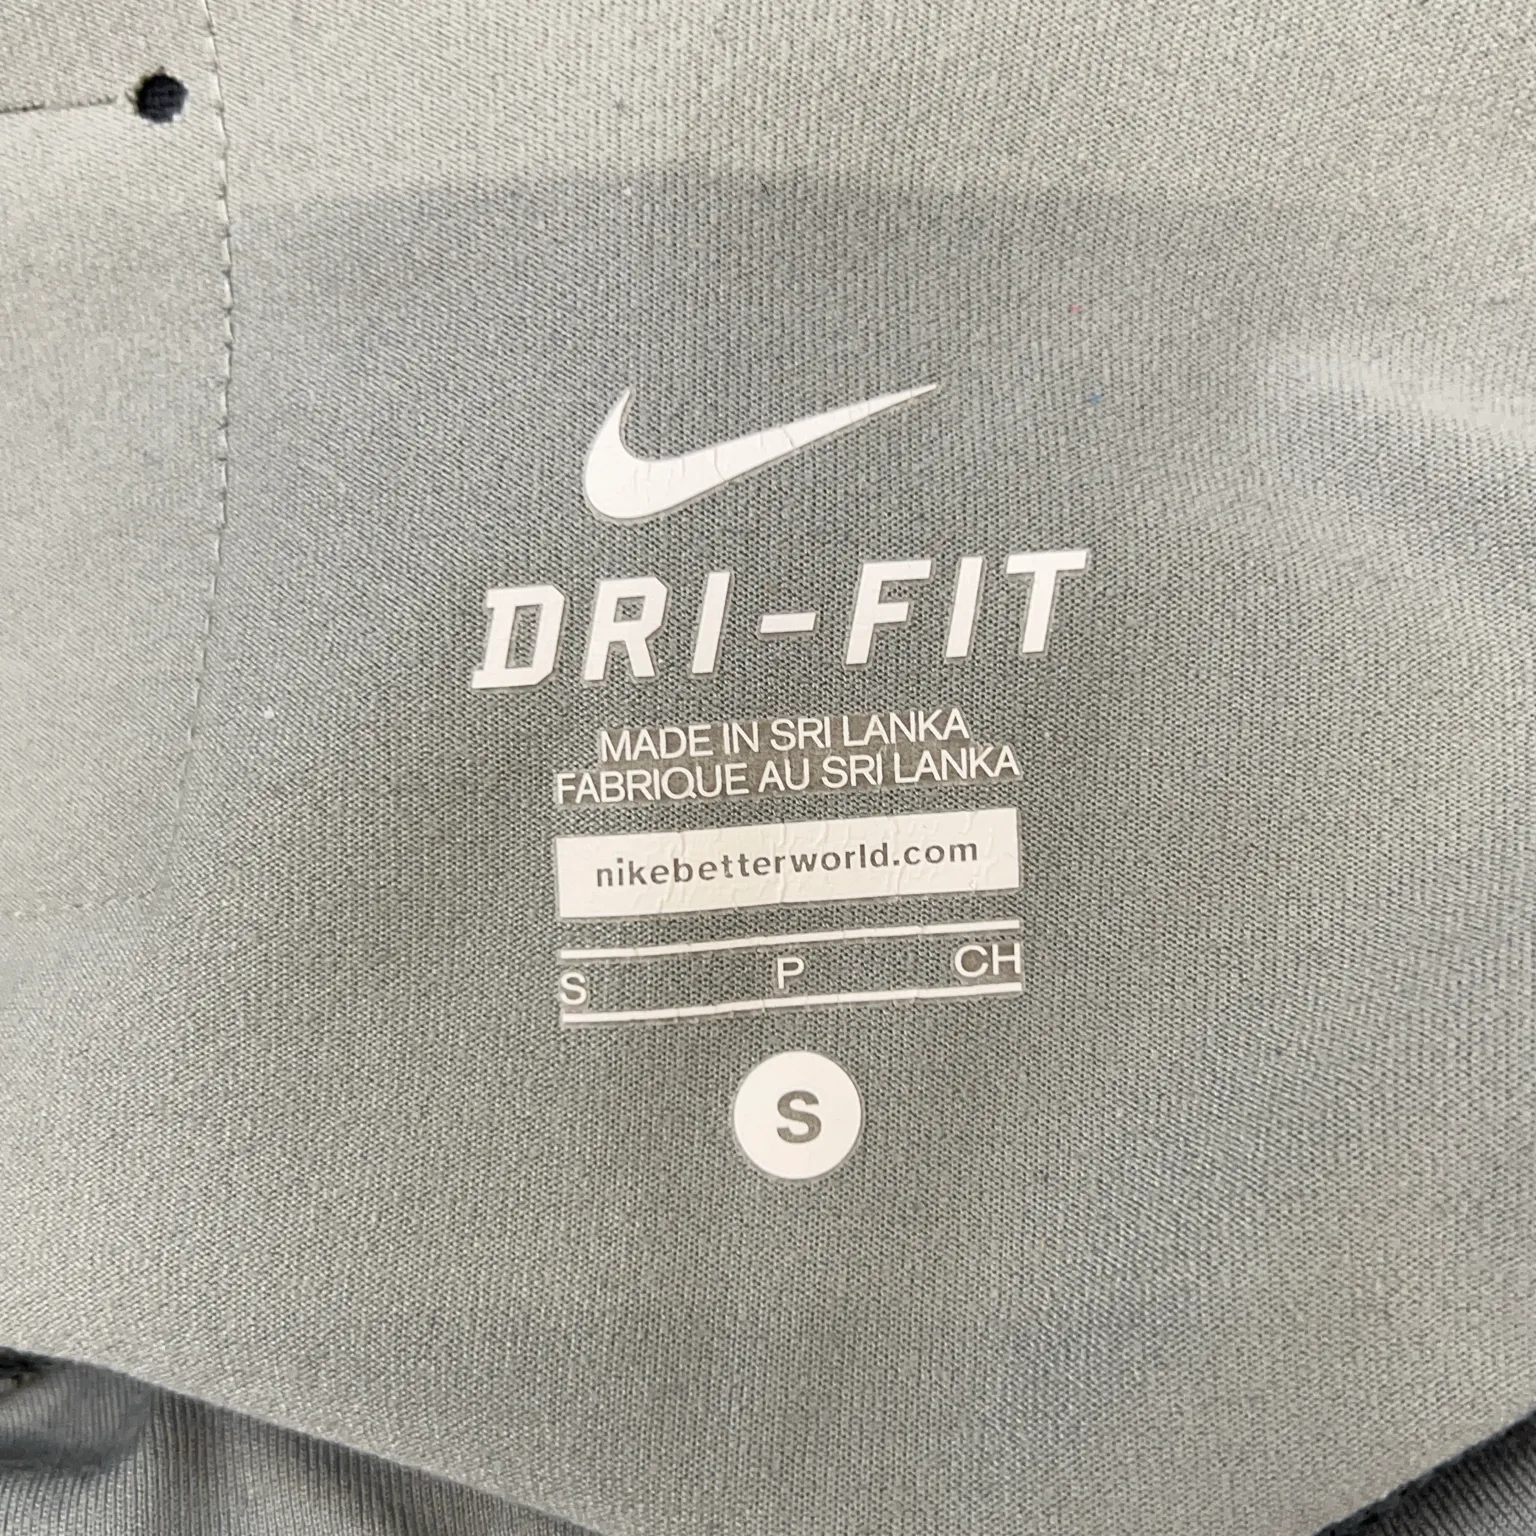 DRI-FIT
MADE IN SRI LANKA
FABRIQUE AU SRI LANKA
nikebetterworld.com
S P CH
S